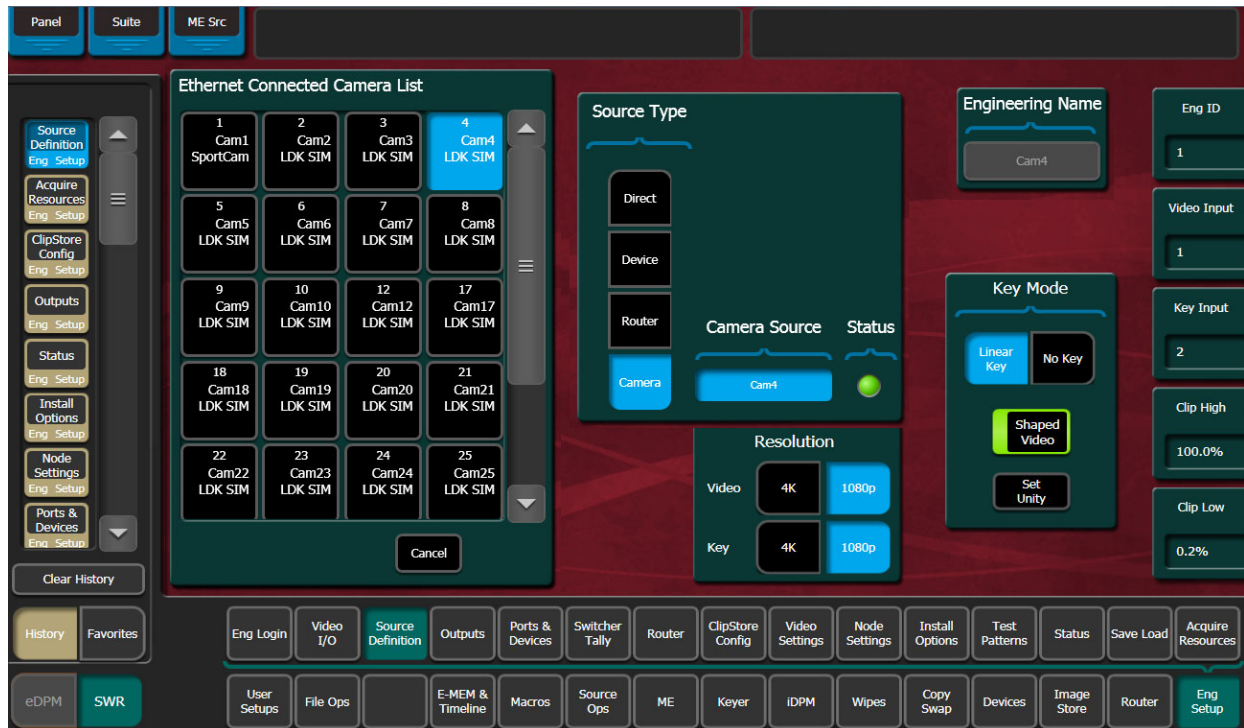 Panel
Suite
ME Src
Source
Definition
Eng Setup
Acquire
Resources
Eng Setup
ClipStore
Config
Eng Setup
Outputs
Eng Setup
Status
Eng Setup
Install
Options
Eng Setup
Node
Settings
Eng Setup
Ports &
Devices
Eng Setup
Clear History
History
Favorites
eDPM
SWR
Ethernet Connected Camera List
1
Cam1
SportCam
2
Cam2
LDK SIM
3
Cam3
LDK SIM
4
Cam4
LDK SIM
5
Cam5
LDK SIM
6
Cam6
LDK SIM
7
Cam7
LDK SIM
8
Cam8
LDK SIM
9
Cam9
LDK SIM
10
Cam10
LDK SIM
12
Cam12
LDK SIM
17
Cam17
LDK SIM
18
Cam18
LDK SIM
19
Cam19
LDK SIM
20
Cam20
LDK SIM
21
Cam21
LDK SIM
22
Cam22
LDK SIM
23
Cam23
LDK SIM
24
Cam24
LDK SIM
25
Cam25
LDK SIM
Cancel
Source Type
Direct
Device
Router
Camera
Camera Source
Cam4
Status
Resolution
Video
4K
1080p
Key
4K
1080p
Engineering Name
Cam4
Key Mode
Linear
Key
No Key
Shaped
Video
Set
Unity
Eng ID
1
Video Input
1
Key Input
2
Clip High
100.0%
Clip Low
0.2%
Eng Login
Video
I/O
Source
Definition
Outputs
Ports &
Devices
Switcher
Tally
Router
ClipStore
Config
Video
Settings
Node
Settings
Install
Options
Test
Patterns
Status
Save Load
Acquire
Resources
User
Setups
File Ops
E-MEM &
Timeline
Macros
Source
Ops
ME
Keyer
iDPM
Wipes
Copy
Swap
Devices
Image
Store
Router
Eng
Setup